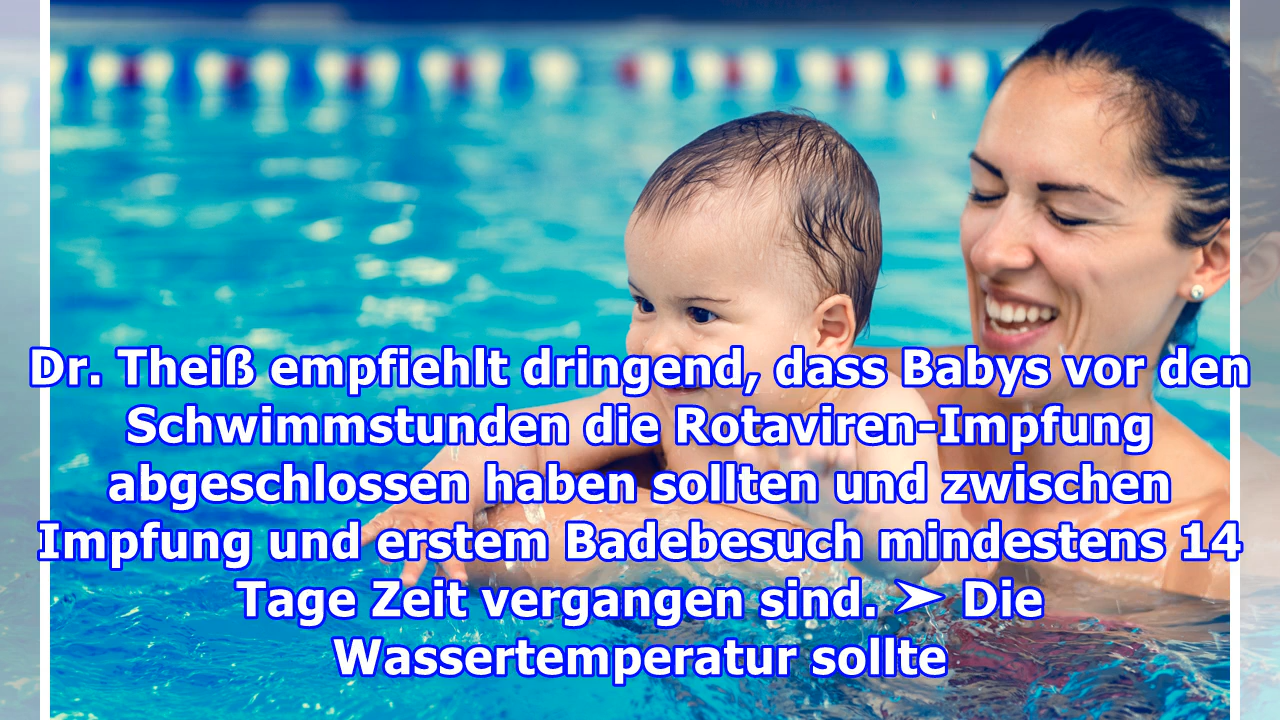 Dr. Theiß empfiehlt dringend, dass Babys vor den
Schwimmstunden die Rotaviren-Impfung
abgeschlossen haben sollten und zwischen
Impfung und erstem Badebesuch mindestens 14
Tage Zeit vergangen sind. ➤ Die
Wassertemperatur sollte